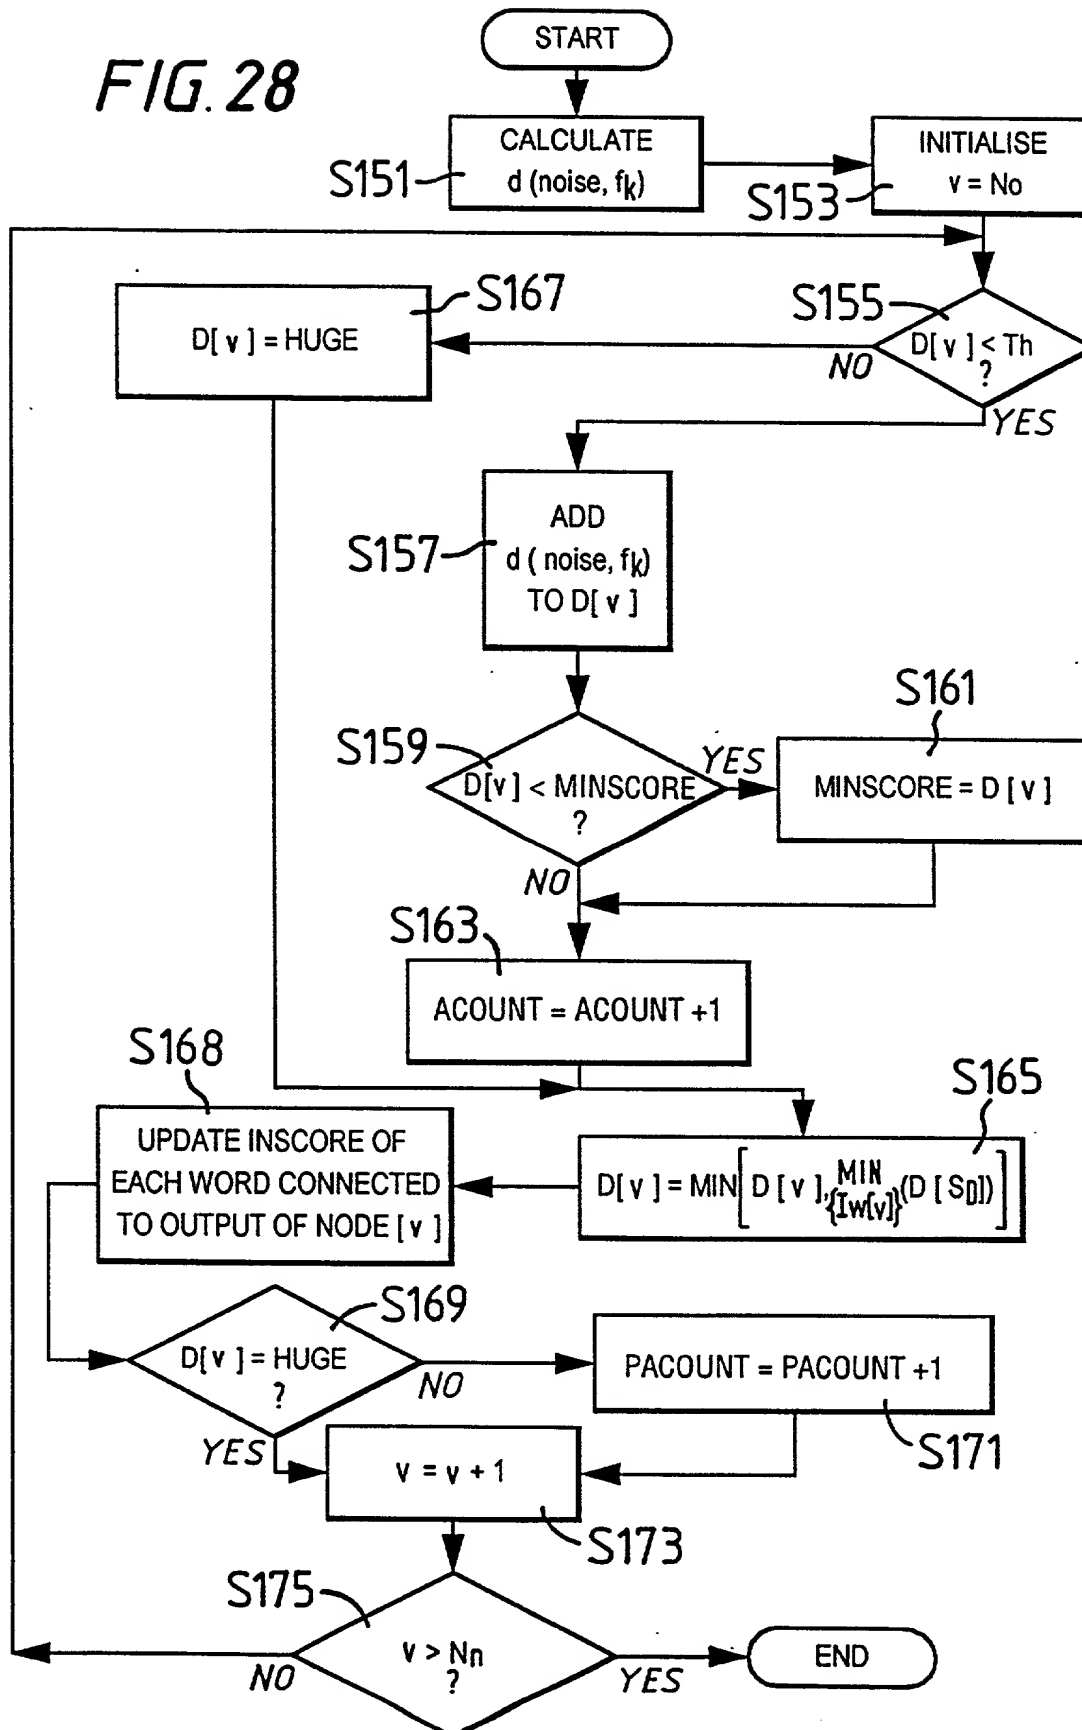 START
FIG. 28
CALCULATE
d (noise, fk)
S151
INITIALISE
v = No
S153
S167
D[ v ] = HUGE
S155
D[ v ] < Th
?
NO
YES
ADD
d ( noise, fk)
TO D[ v ]
S157
S161
S159
D[v] < MINSCORE
?
YES
MINSCORE = D [ v ]
NO
S163
ACOUNT = ACOUNT +1
S168
S165
UPDATE INSCORE OF
EACH WORD CONNECTED
TO OUTPUT OF NODE [ v ]
D[ v ] = MIN[ D [ v ], MIN (D [ SD]) ]
{Iw[v]}
S169
D[ v ] = HUGE
?
NO
PACOUNT = PACOUNT +1
YES
S171
v = v + 1
S173
S175
v > Nn
?
NO
YES
END